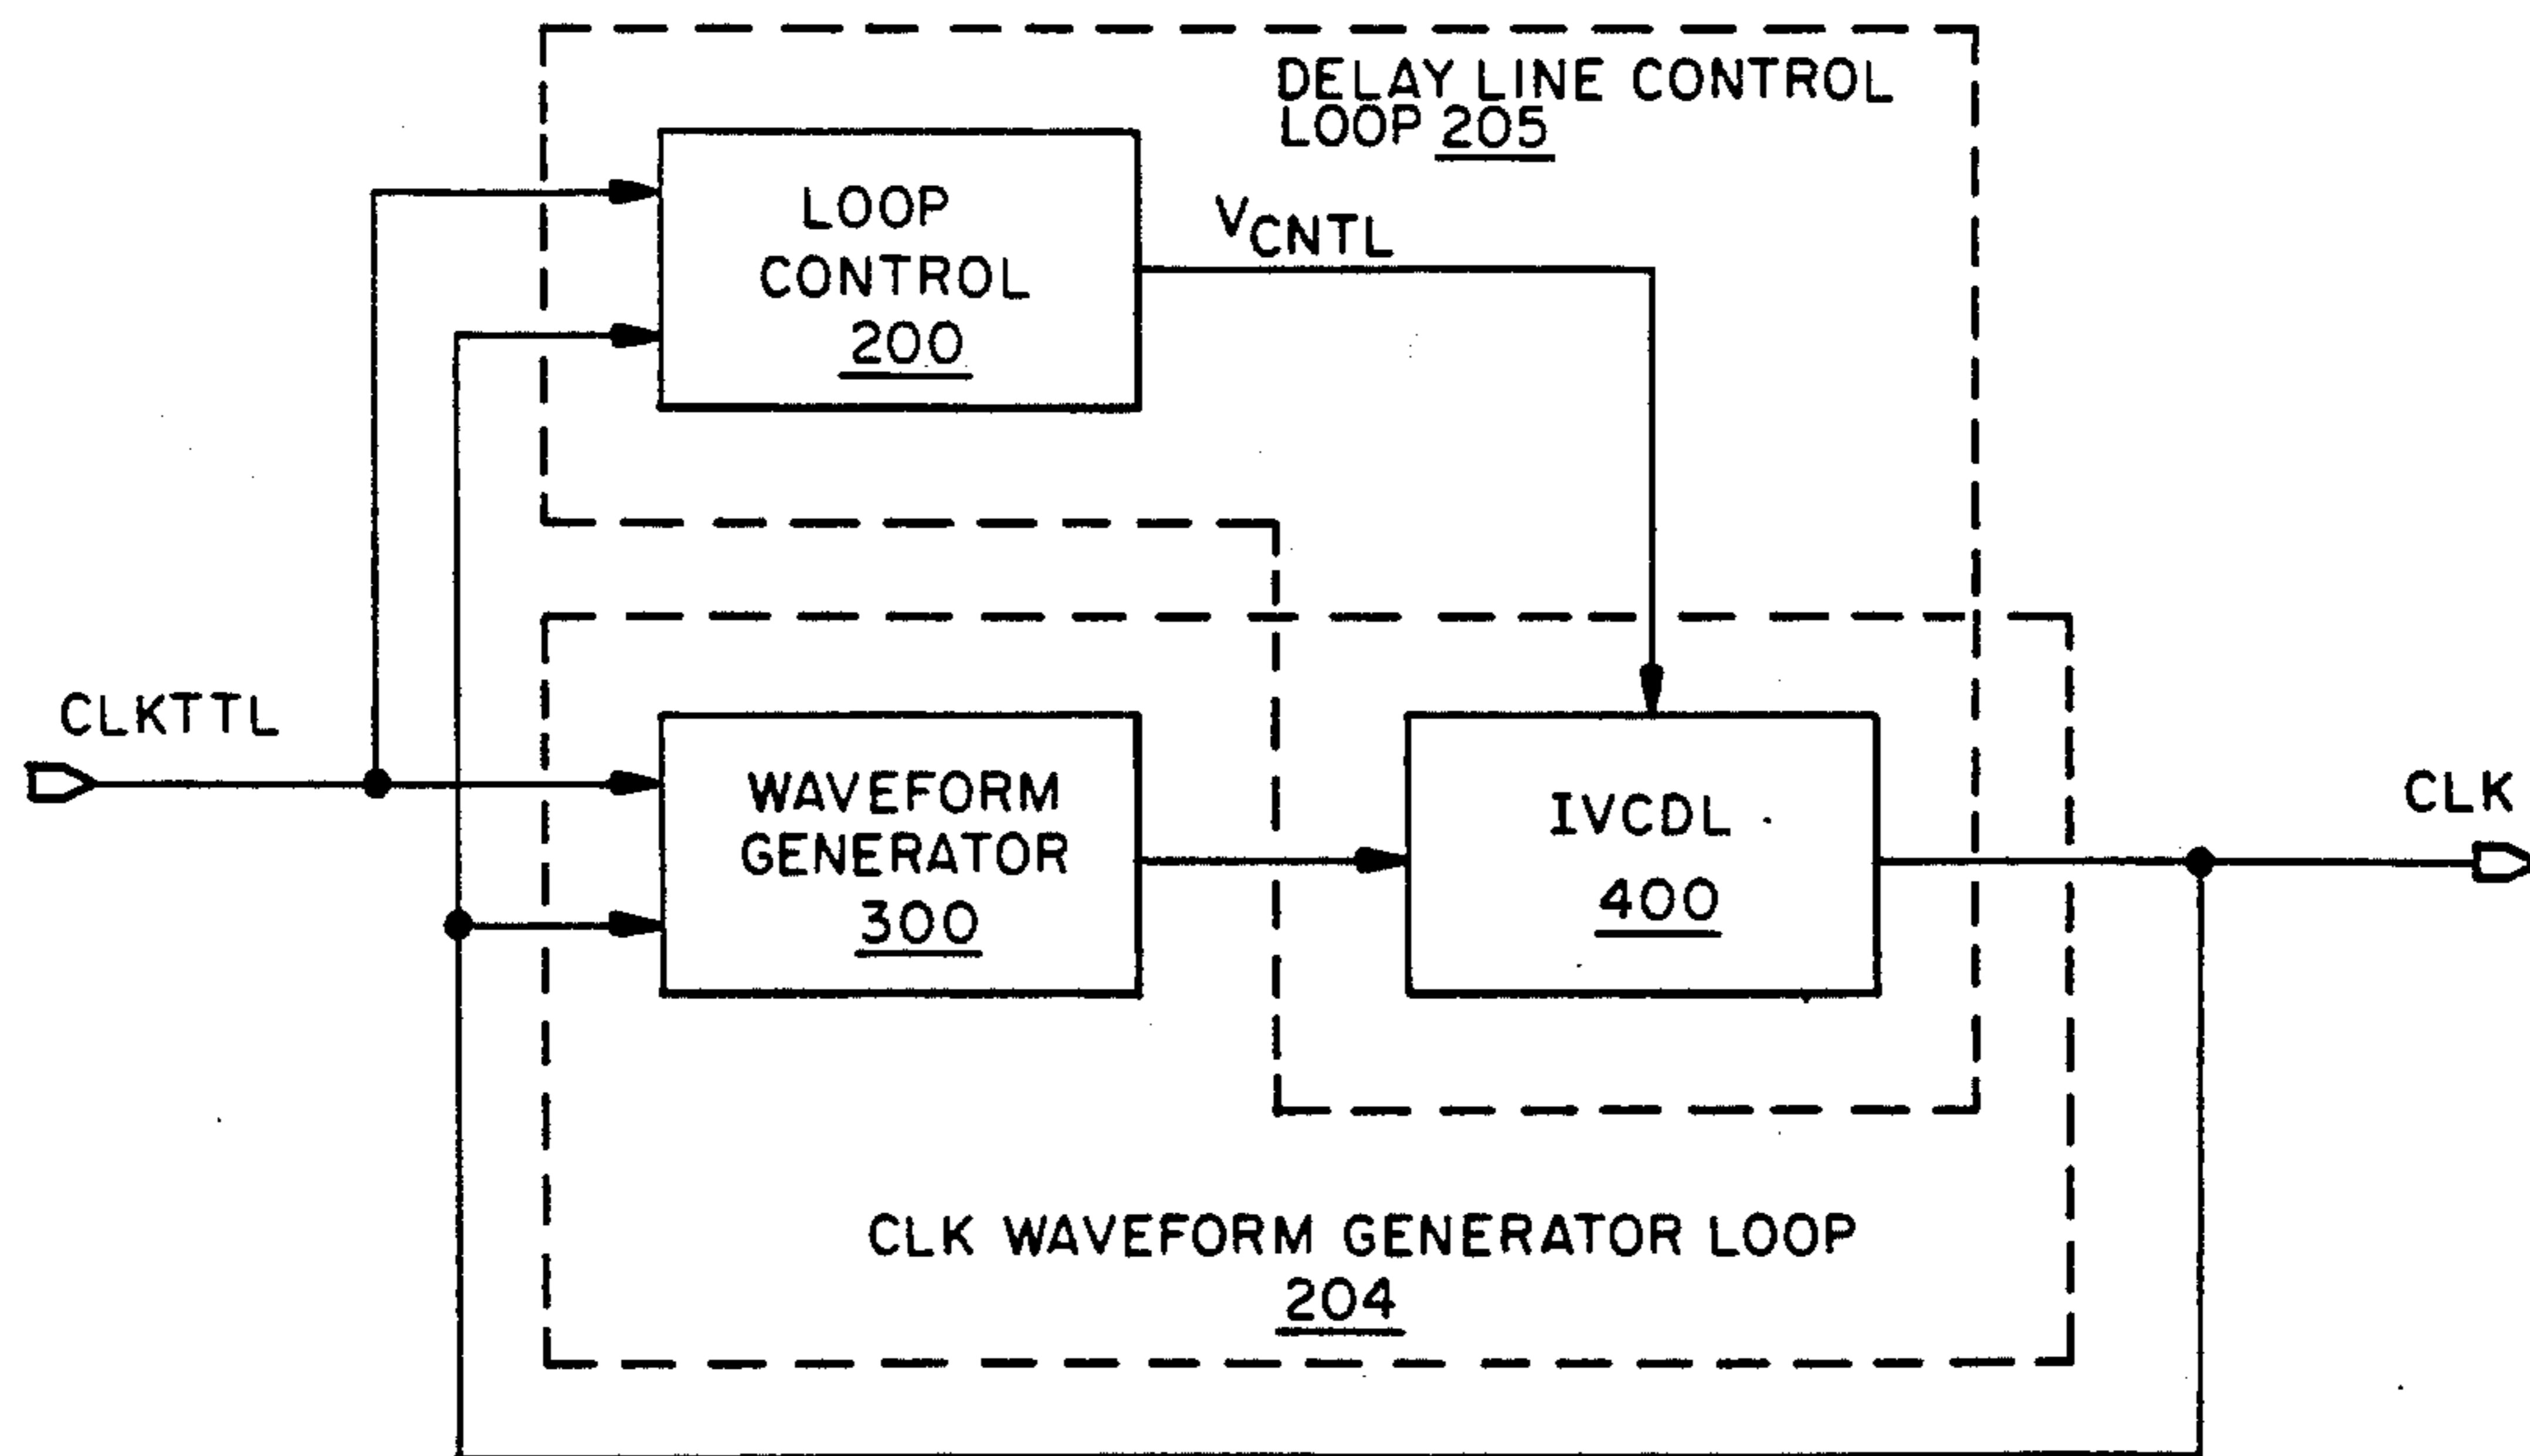 DELAY LINE CONTROL
LOOP 205
LOOP
CONTROL
200
VCNTL
CLKTTL
WAVEFORM
GENERATOR
300
IVCDL
400
CLK
CLK WAVEFORM GENERATOR LOOP
204